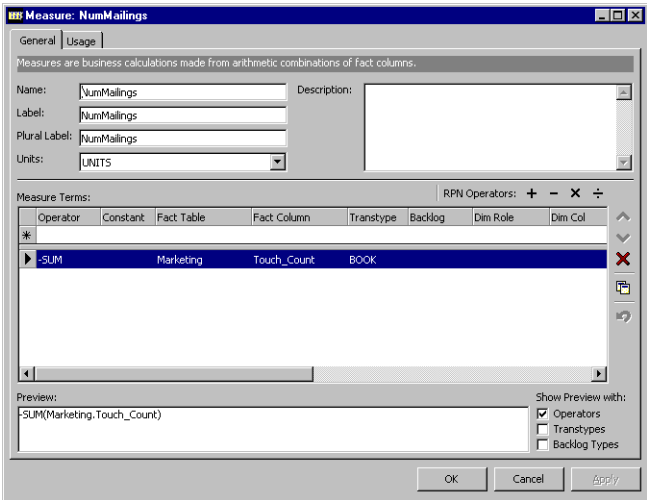 Measure: NumMailings
General Usage
Measures are business calculations made from arithmetic combinations of fact columns.
Name: NumMailings Description:
Label: NumMailings
Plural Label: NumMailings
Units: UNITS
Measure Terms: RPN Operators: + − × ÷
Operator Constant Fact Table Fact Column Transtype Backlog Dim Role Dim Col
-SUM Marketing Touch_Count BOOK
Preview: Show Preview with:
-SUM(Marketing.Touch_Count) Operators
Transtypes
Backlog Types
OK Cancel Apply